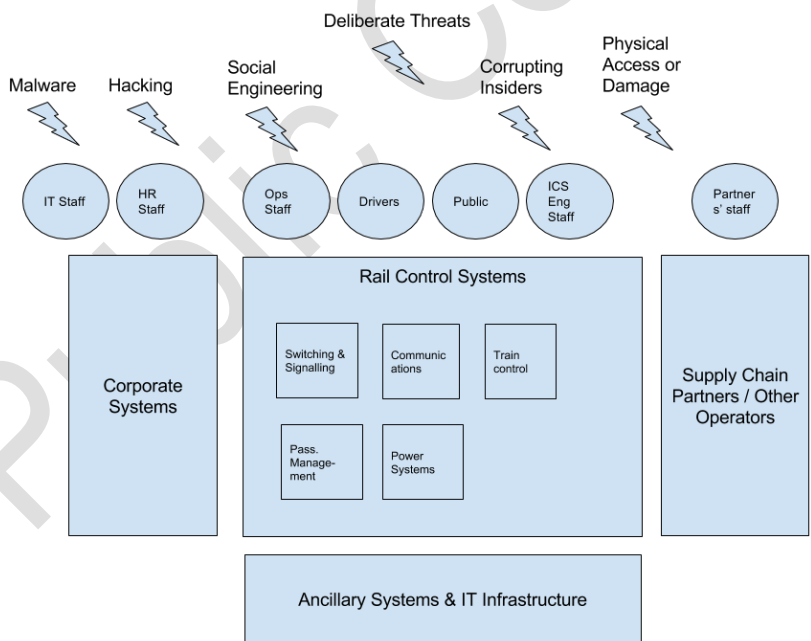 Deliberate Threats
Malware
Hacking
Social
Engineering
Corrupting
Insiders
Physical
Access or
Damage
IT Staff
HR
Staff
Ops
Staff
Drivers
Public
ICS
Eng
Staff
Partner
s' staff
Corporate
Systems
Rail Control Systems
Switching &
Signalling
Communic
ations
Train
control
Pass.
Manage-
ment
Power
Systems
Supply Chain
Partners / Other
Operators
Ancillary Systems & IT Infrastructure
Public Co